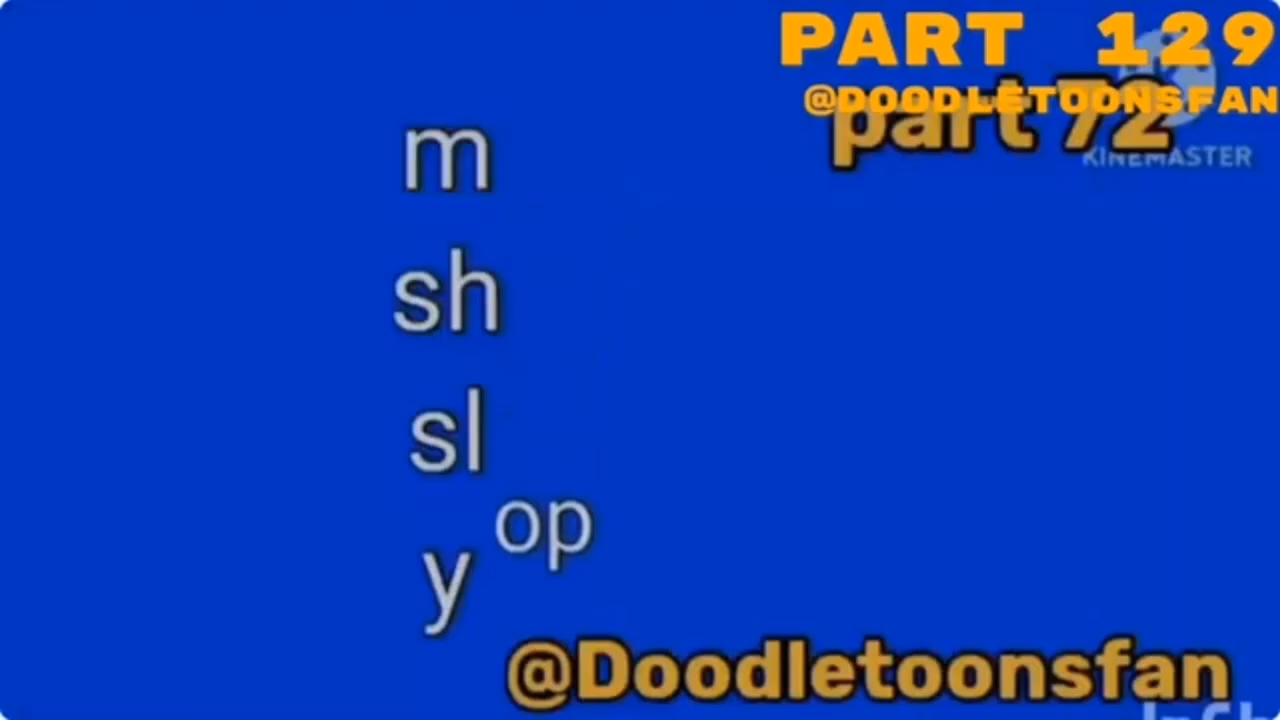 PART 129
@DOODLETOONSFAN
part 72
KINEMASTER
m
sh
sl
op
y
@Doodletoonsfan